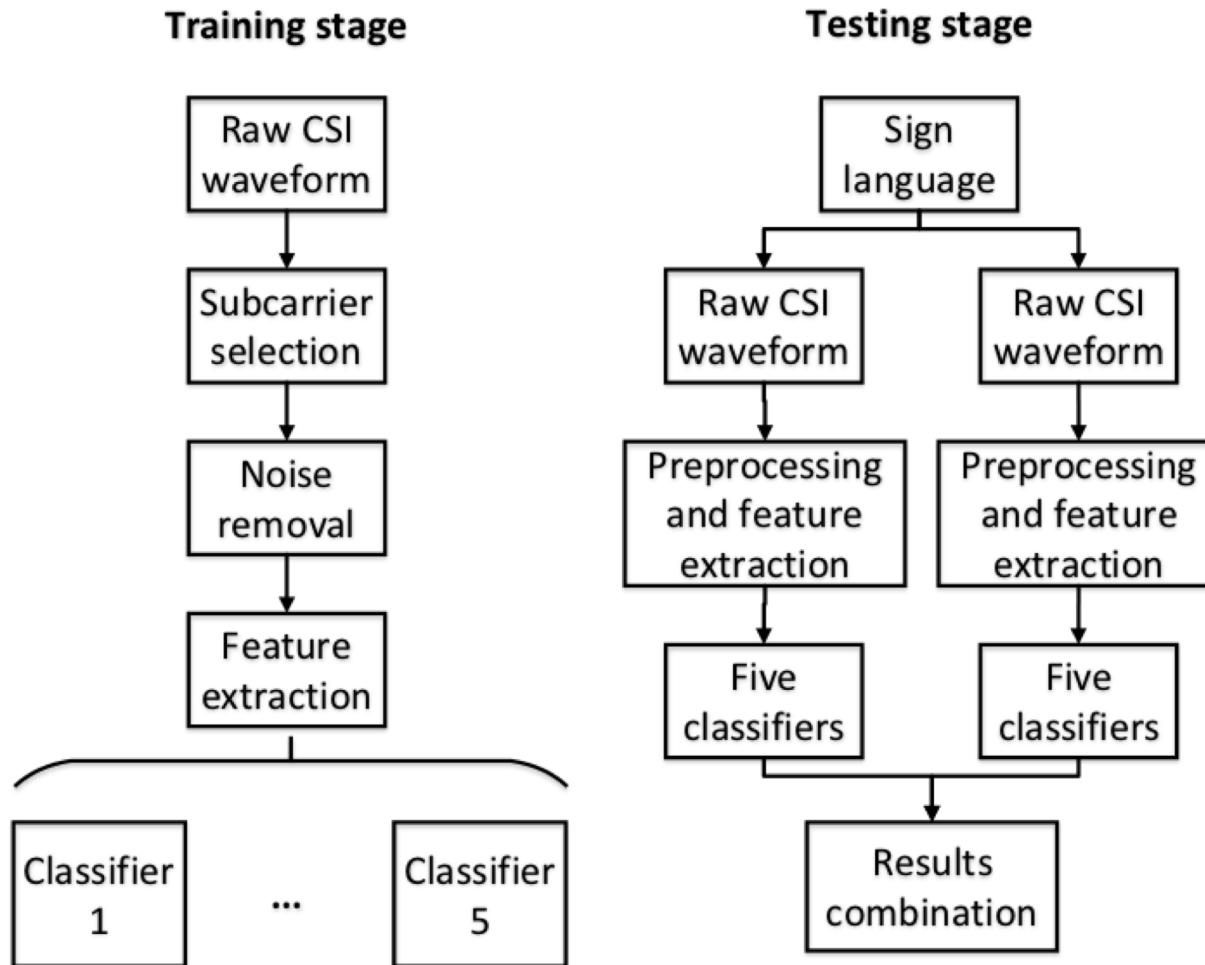 Training stage
Raw CSI
waveform
Subcarrier
selection
Noise
removal
Feature
extraction
Classifier
1
...
Classifier
5
Testing stage
Sign
language
Raw CSI
waveform
Raw CSI
waveform
Preprocessing
and feature
extraction
Preprocessing
and feature
extraction
Five
classifiers
Five
classifiers
Results
combination